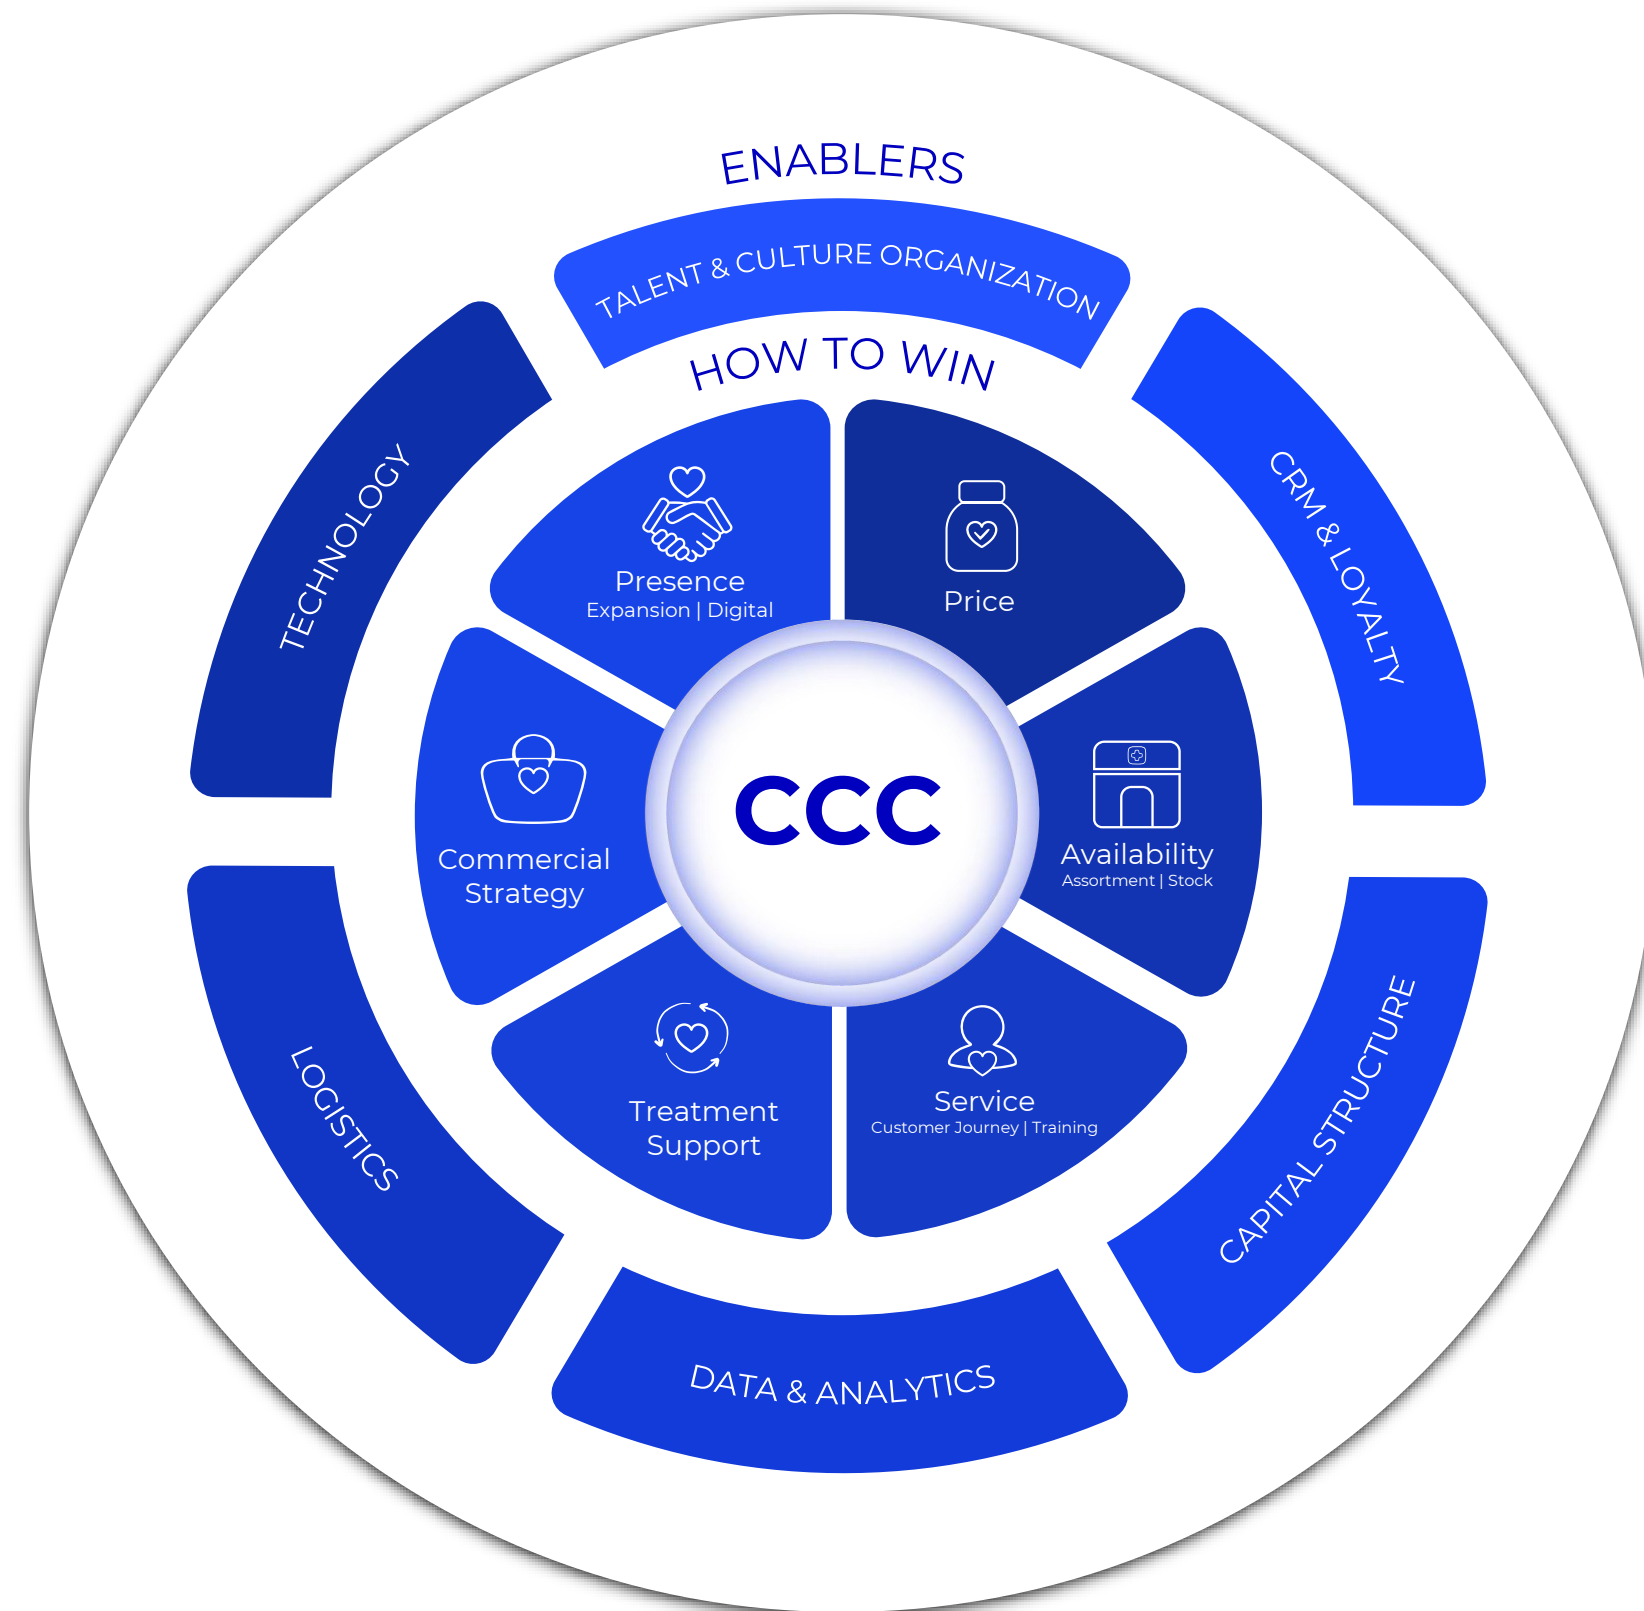 ENABLERS
TALENT & CULTURE ORGANIZATION
CRM & LOYALTY
CAPITAL STRUCTURE
DATA & ANALYTICS
LOGISTICS
TECHNOLOGY
HOW TO WIN
Price
Availability
Assortment | Stock
Service
Customer Journey | Training
Treatment
Support
Commercial
Strategy
Presence
Expansion | Digital
CCC